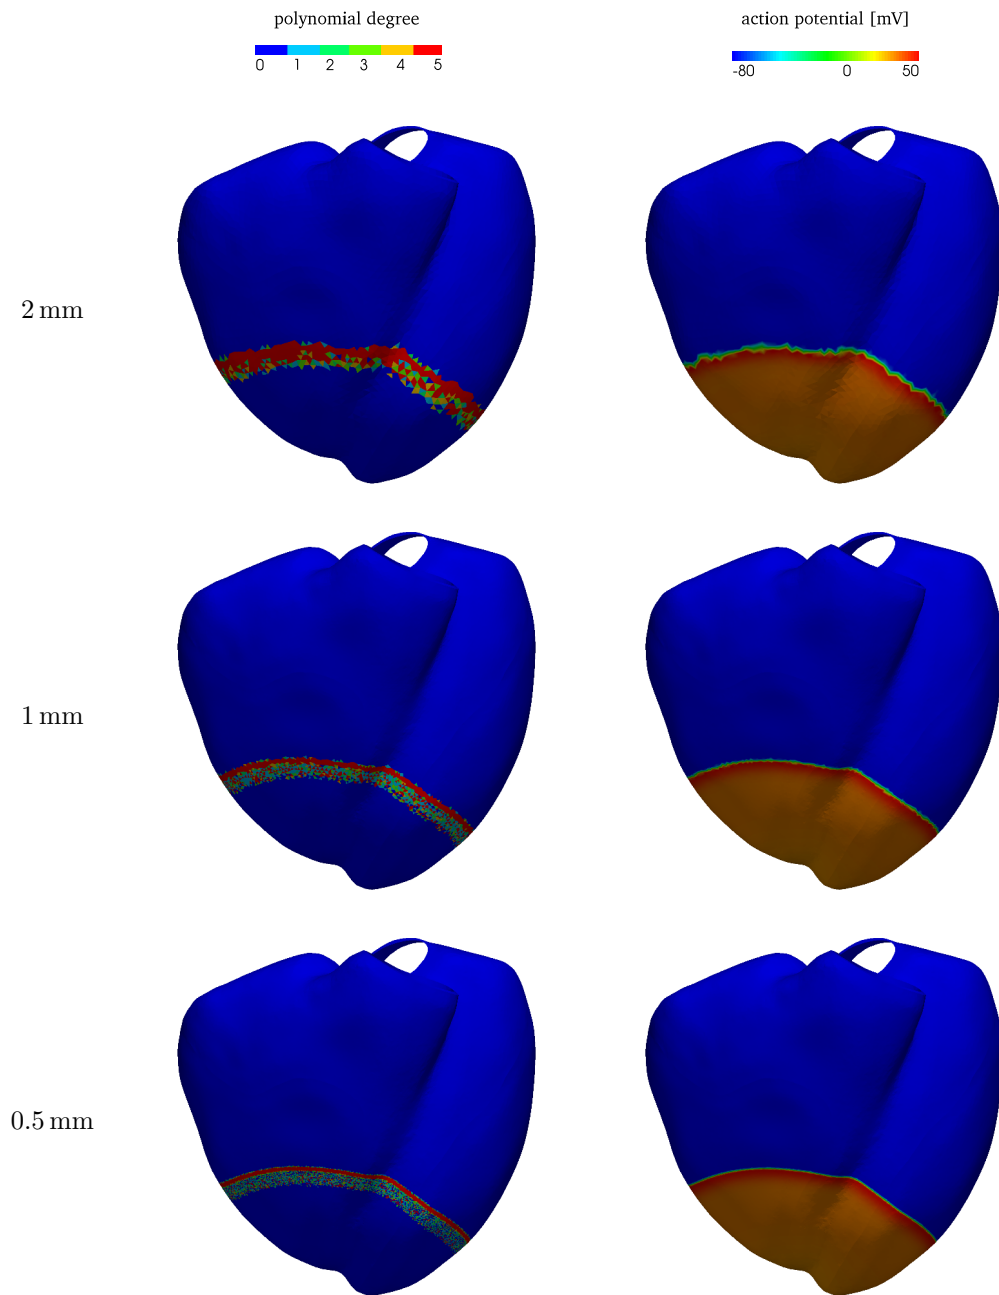 polynomial degree
action potential [mV]
0 1 2 3 4 5
-80 0 50
2 mm
1 mm
0.5 mm